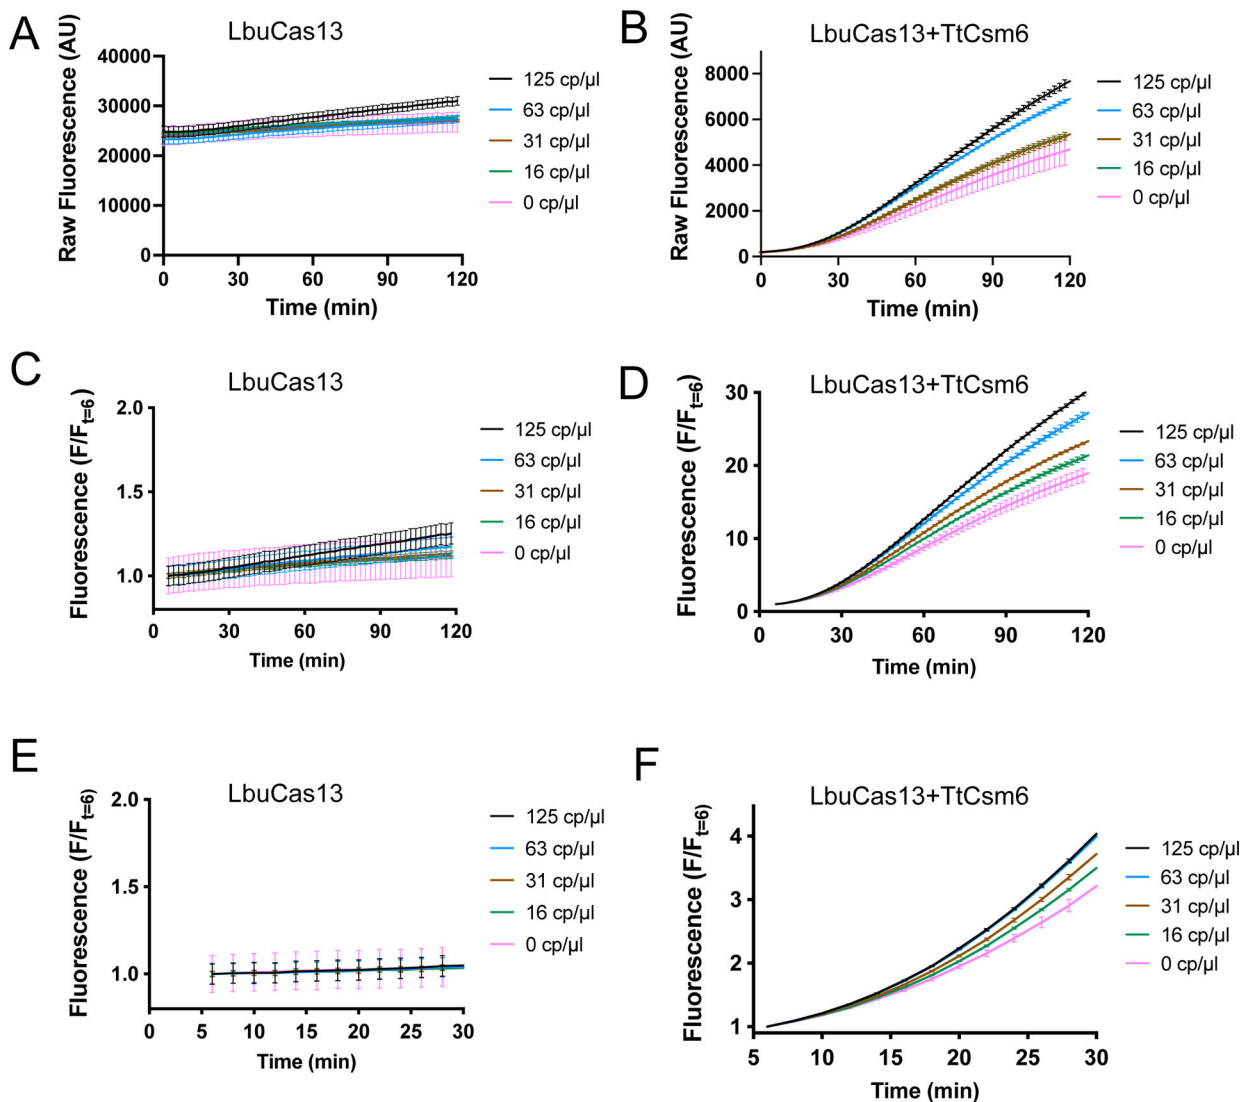 A
LbuCas13
Raw Fluorescence (AU)
40000
30000
20000
10000
0
0
30
60
90
120
Time (min)
125 cp/µl
63 cp/µl
31 cp/µl
16 cp/µl
0 cp/µl
B
LbuCas13+TtCsm6
Raw Fluorescence (AU)
8000
6000
4000
2000
0
0
30
60
90
120
Time (min)
125 cp/µl
63 cp/µl
31 cp/µl
16 cp/µl
0 cp/µl
C
LbuCas13
Fluorescence (F/Ft=6)
2.0
1.5
1.0
0
30
60
90
120
Time (min)
125 cp/µl
63 cp/µl
31 cp/µl
16 cp/µl
0 cp/µl
D
LbuCas13+TtCsm6
Fluorescence (F/Ft=6)
30
20
10
0
0
30
60
90
120
Time (min)
125 cp/µl
63 cp/µl
31 cp/µl
16 cp/µl
0 cp/µl
E
LbuCas13
Fluorescence (F/Ft=6)
2.0
1.5
1.0
0
5
10
15
20
25
30
Time (min)
125 cp/µl
63 cp/µl
31 cp/µl
16 cp/µl
0 cp/µl
F
LbuCas13+TtCsm6
Fluorescence (F/Ft=6)
4
3
2
1
5
10
15
20
25
30
Time (min)
125 cp/µl
63 cp/µl
31 cp/µl
16 cp/µl
0 cp/µl